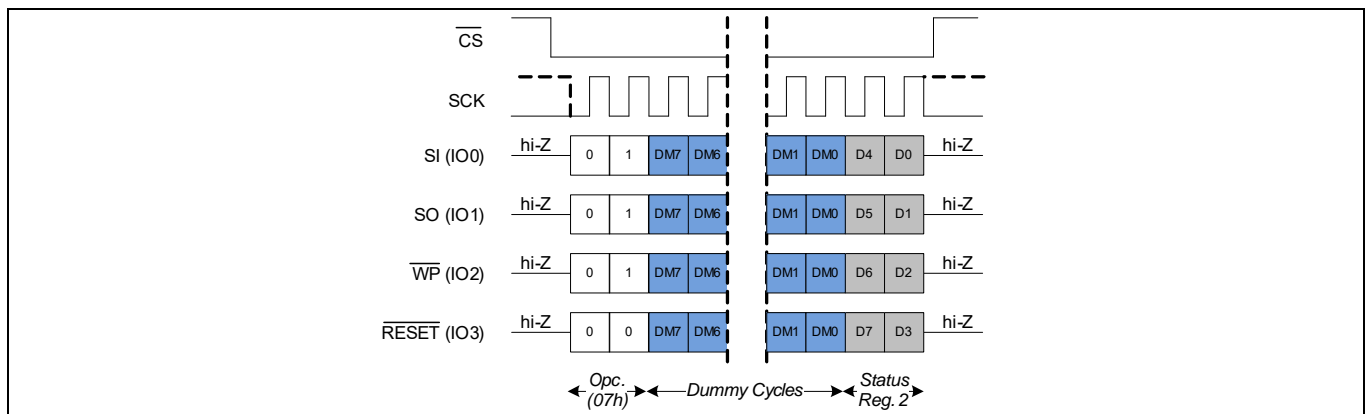 CS
SCK
SI (IO0) hi-Z 0 1 DM7 DM6 DM1 DM0 D4 D0 hi-Z
SO (IO1) hi-Z 0 1 DM7 DM6 DM1 DM0 D5 D1 hi-Z
WP (IO2) hi-Z 0 1 DM7 DM6 DM1 DM0 D6 D2 hi-Z
RESET (IO3) hi-Z 0 0 DM7 DM6 DM1 DM0 D7 D3 hi-Z
Opc. Dummy Cycles Status
(07h) Reg. 2